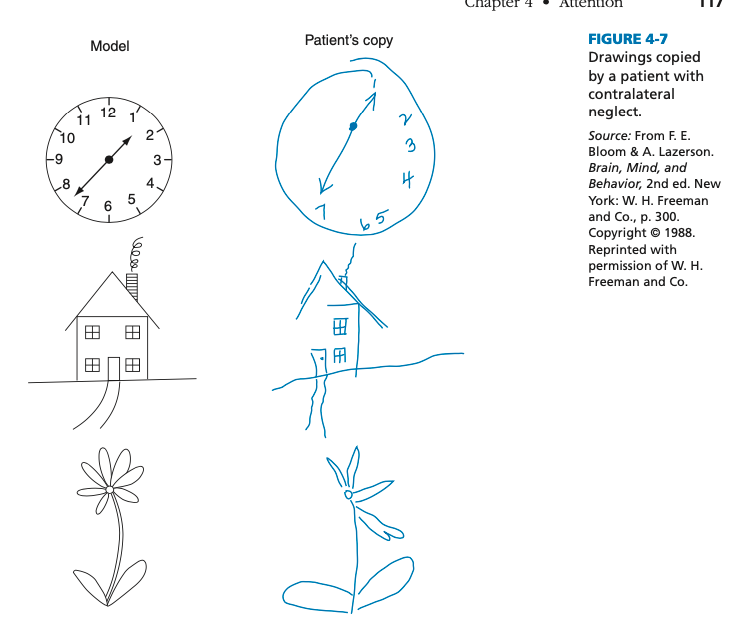 Chapter 4 • Attention 117
Model
Patient's copy
12
11
1
10
2
9
3
8
4
7
5
6
1
2
3
4
7
6 5
FIGURE 4-7
Drawings copied
by a patient with
contralateral
neglect.
Source: From F. E.
Bloom & A. Lazerson.
Brain, Mind, and
Behavior, 2nd ed. New
York: W. H. Freeman
and Co., p. 300.
Copyright © 1988.
Reprinted with
permission of W. H.
Freeman and Co.